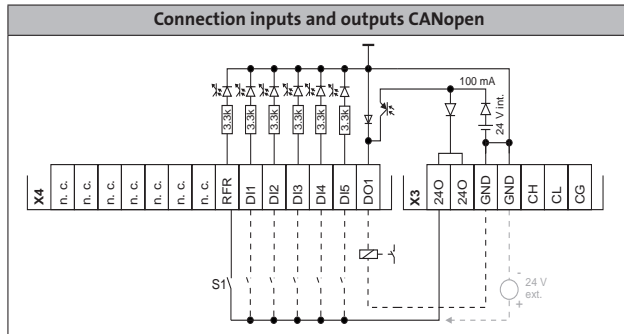 Connection inputs and outputs CANopen
100 mA
3.3k
3.3k
3.3k
3.3k
3.3k
3.3k
24 V int.
X4
n. c.
n. c.
n. c.
n. c.
n. c.
n. c.
n. c.
RFR
DI1
DI2
DI3
DI4
DI5
DO1
X3
24O
24O
GND
GND
CH
CL
CG
S1
-
24 V
ext.
+